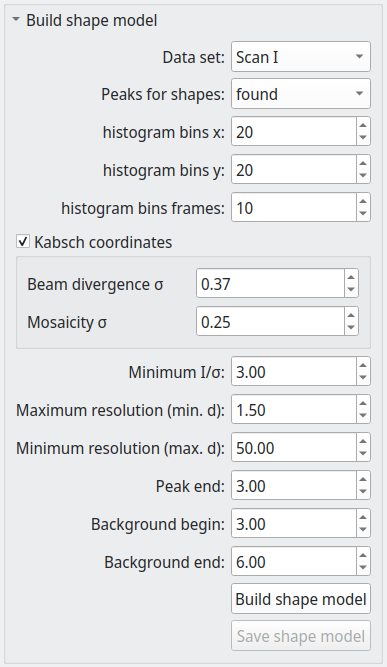 Build shape model
Data set: Scan I
Peaks for shapes: found
histogram bins x: 20
histogram bins y: 20
histogram bins frames: 10
Kabsch coordinates
Beam divergence σ 0.37
Mosaicity σ 0.25
Minimum I/σ: 3.00
Maximum resolution (min. d): 1.50
Minimum resolution (max. d): 50.00
Peak end: 3.00
Background begin: 3.00
Background end: 6.00
Build shape model
Save shape model